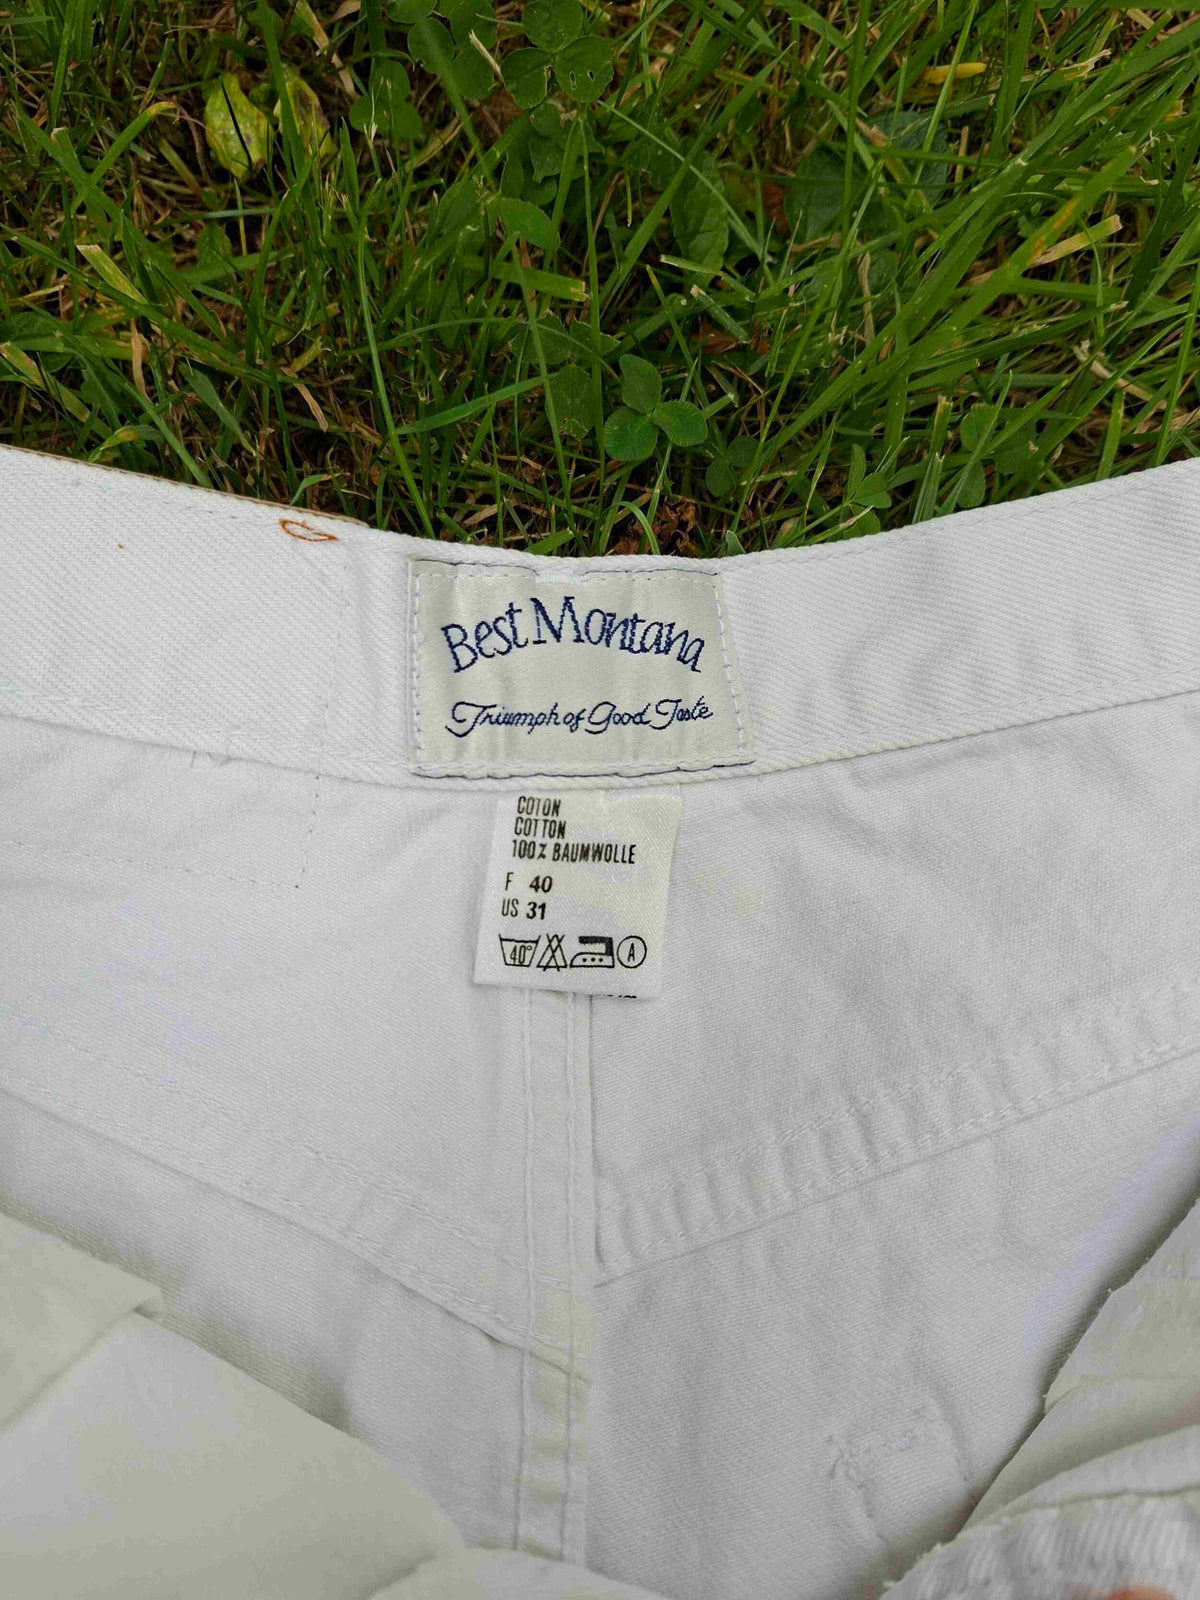 Best Montana
Triumph of Good Taste
COTON
COTTON
100% BAUMWOLLE
F 40
US 31
40° A